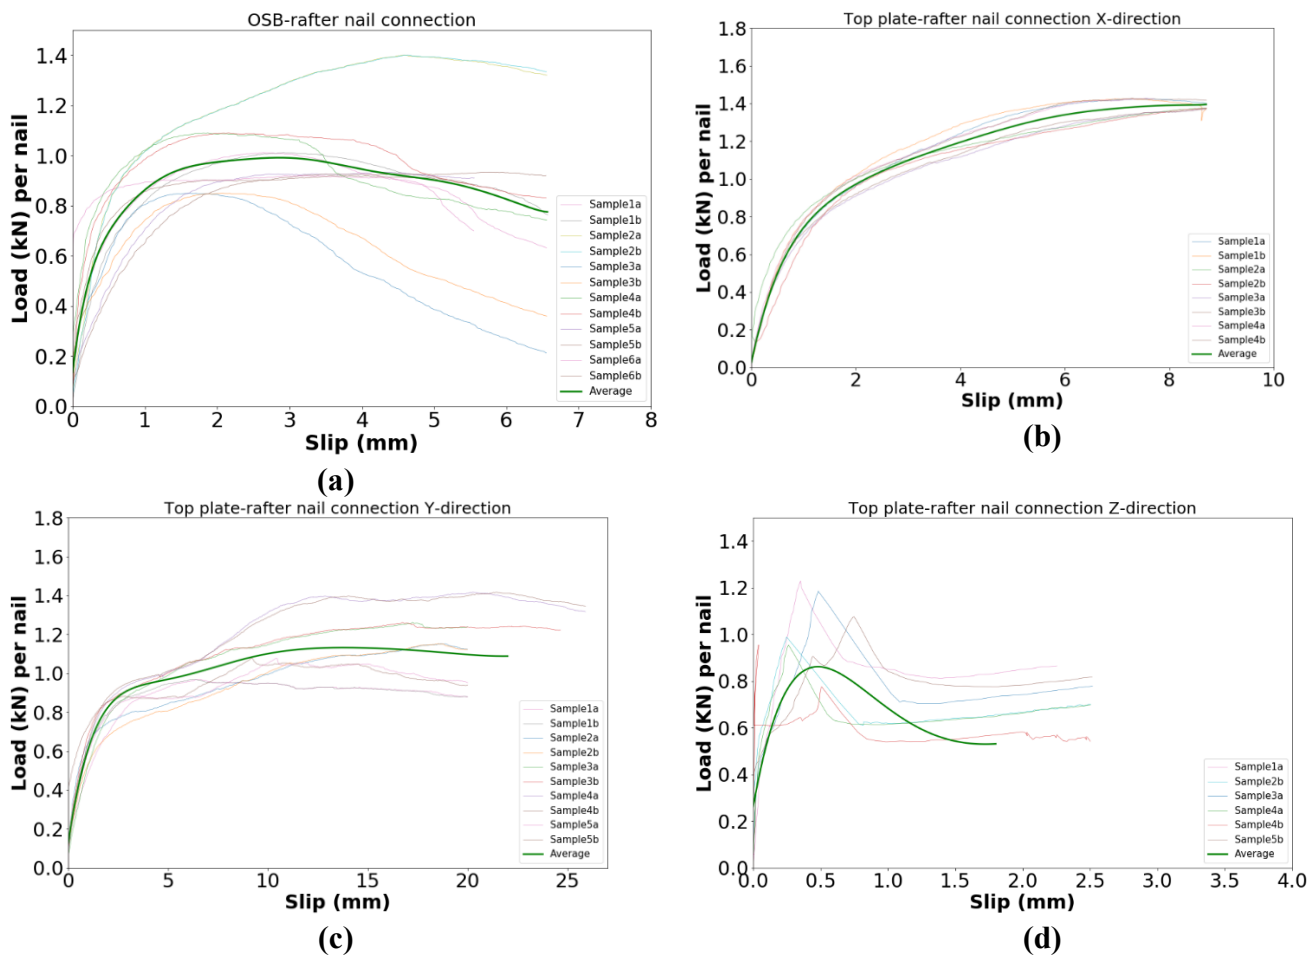 OSB-rafter nail connection
Load (kN) per nail
1.4
1.2
1.0
0.8
0.6
0.4
0.2
0.0
0 1 2 3 4 5 6 7 8
Slip (mm)
Sample1a
Sample1b
Sample2a
Sample2b
Sample3a
Sample3b
Sample4a
Sample4b
Sample5a
Sample5b
Sample6a
Sample6b
Average
(a)
Top plate-rafter nail connection X-direction
Load (kN) per nail
1.8
1.6
1.4
1.2
1.0
0.8
0.6
0.4
0.2
0.0
0 2 4 6 8 10
Slip (mm)
Sample1a
Sample1b
Sample2a
Sample2b
Sample3a
Sample3b
Sample4a
Sample4b
Average
(b)
Top plate-rafter nail connection Y-direction
Load (kN) per nail
1.8
1.6
1.4
1.2
1.0
0.8
0.6
0.4
0.2
0.0
0 5 10 15 20 25
Slip (mm)
Sample1a
Sample1b
Sample2a
Sample2b
Sample3a
Sample3b
Sample4a
Sample4b
Sample5a
Sample5b
Average
(c)
Top plate-rafter nail connection Z-direction
Load (KN) per nail
1.4
1.2
1.0
0.8
0.6
0.4
0.2
0.0
0.0 0.5 1.0 1.5 2.0 2.5 3.0 3.5 4.0
Slip (mm)
Sample1a
Sample2b
Sample3a
Sample4a
Sample4b
Sample5b
Average
(d)